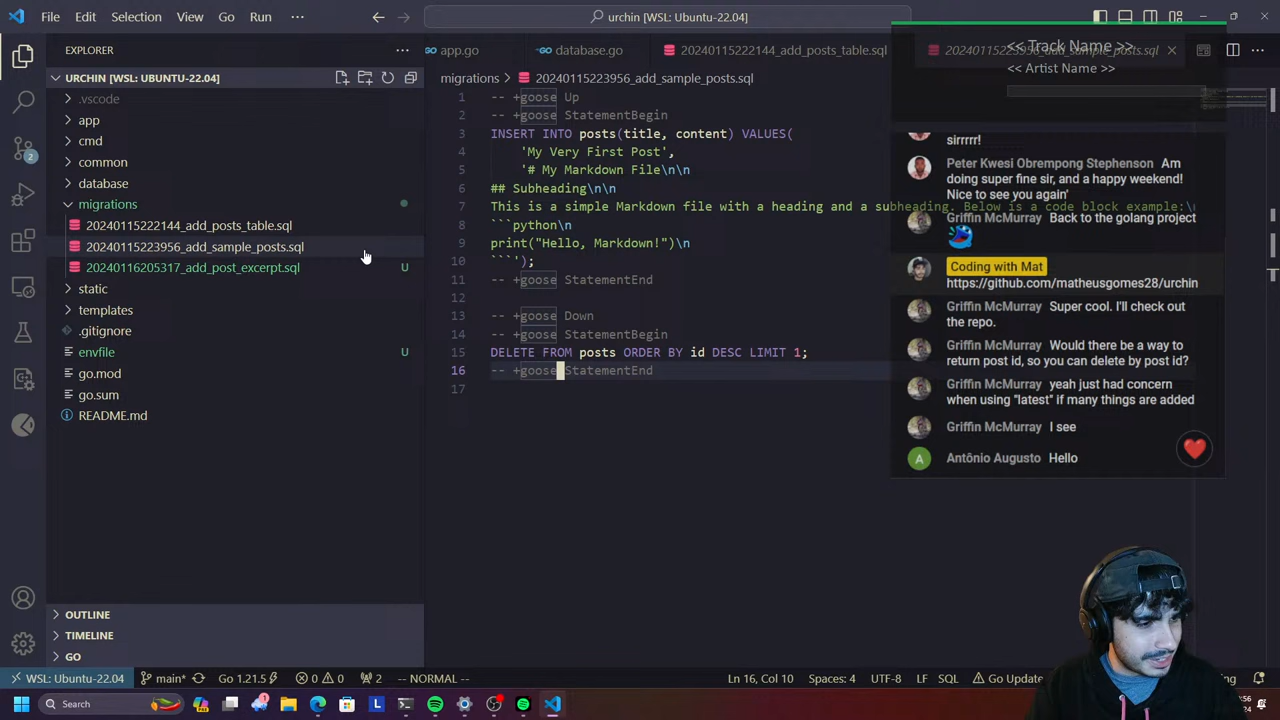 File Edit Selection View Go Run ...
urchin [WSL: Ubuntu-22.04]
EXPLORER
URCHIN [WSL: UBUNTU-22.04]
.vscode
app
cmd
common
database
migrations
20240115222144_add_posts_table.sql
20240115223956_add_sample_posts.sql
20240116205317_add_post_excerpt.sql U
static
templates
.gitignore
envfile U
go.mod
go.sum
README.md
OUTLINE
TIMELINE
GO
app.go database.go 20240115222144_add_posts_table.sql 20240115223956_add_sample_posts.sql
migrations > 20240115223956_add_sample_posts.sql
1 -- +goose Up
2 -- +goose StatementBegin
3 INSERT INTO posts(title, content) VALUES(
4 'My Very First Post',
5 '# My Markdown File\n\n
6 ## Subheading\n\n
7 This is a simple Markdown file with a heading and a subheading. Below is a code block example:\
8 ```python\n
9 print("Hello, Markdown!")\n
10 ```');
11 -- +goose StatementEnd
12
13 -- +goose Down
14 -- +goose StatementBegin
15 DELETE FROM posts ORDER BY id DESC LIMIT 1;
16 -- +goose StatementEnd
17
<< Track Name >>
<< Artist Name >>
sirrrrr!
Peter Kwesi Obrempong Stephenson Am
doing super fine sir, and a happy weekend!
Nice to see you again'
Griffin McMurray Back to the golang project
Coding with Mat
https://github.com/matheusgomes28/urchin
Griffin McMurray Super cool. I'll check out
the repo.
Griffin McMurray Would there be a way to
return post id, so you can delete by post id?
Griffin McMurray yeah just had concern
when using "latest" if many things are added
Griffin McMurray I see
A Antônio Augusto Hello
2
WSL: Ubuntu-22.04 main* Go 1.21.5 0 0 2 -- NORMAL -- Ln 16, Col 10 Spaces: 4 UTF-8 LF SQL Go Update
Search